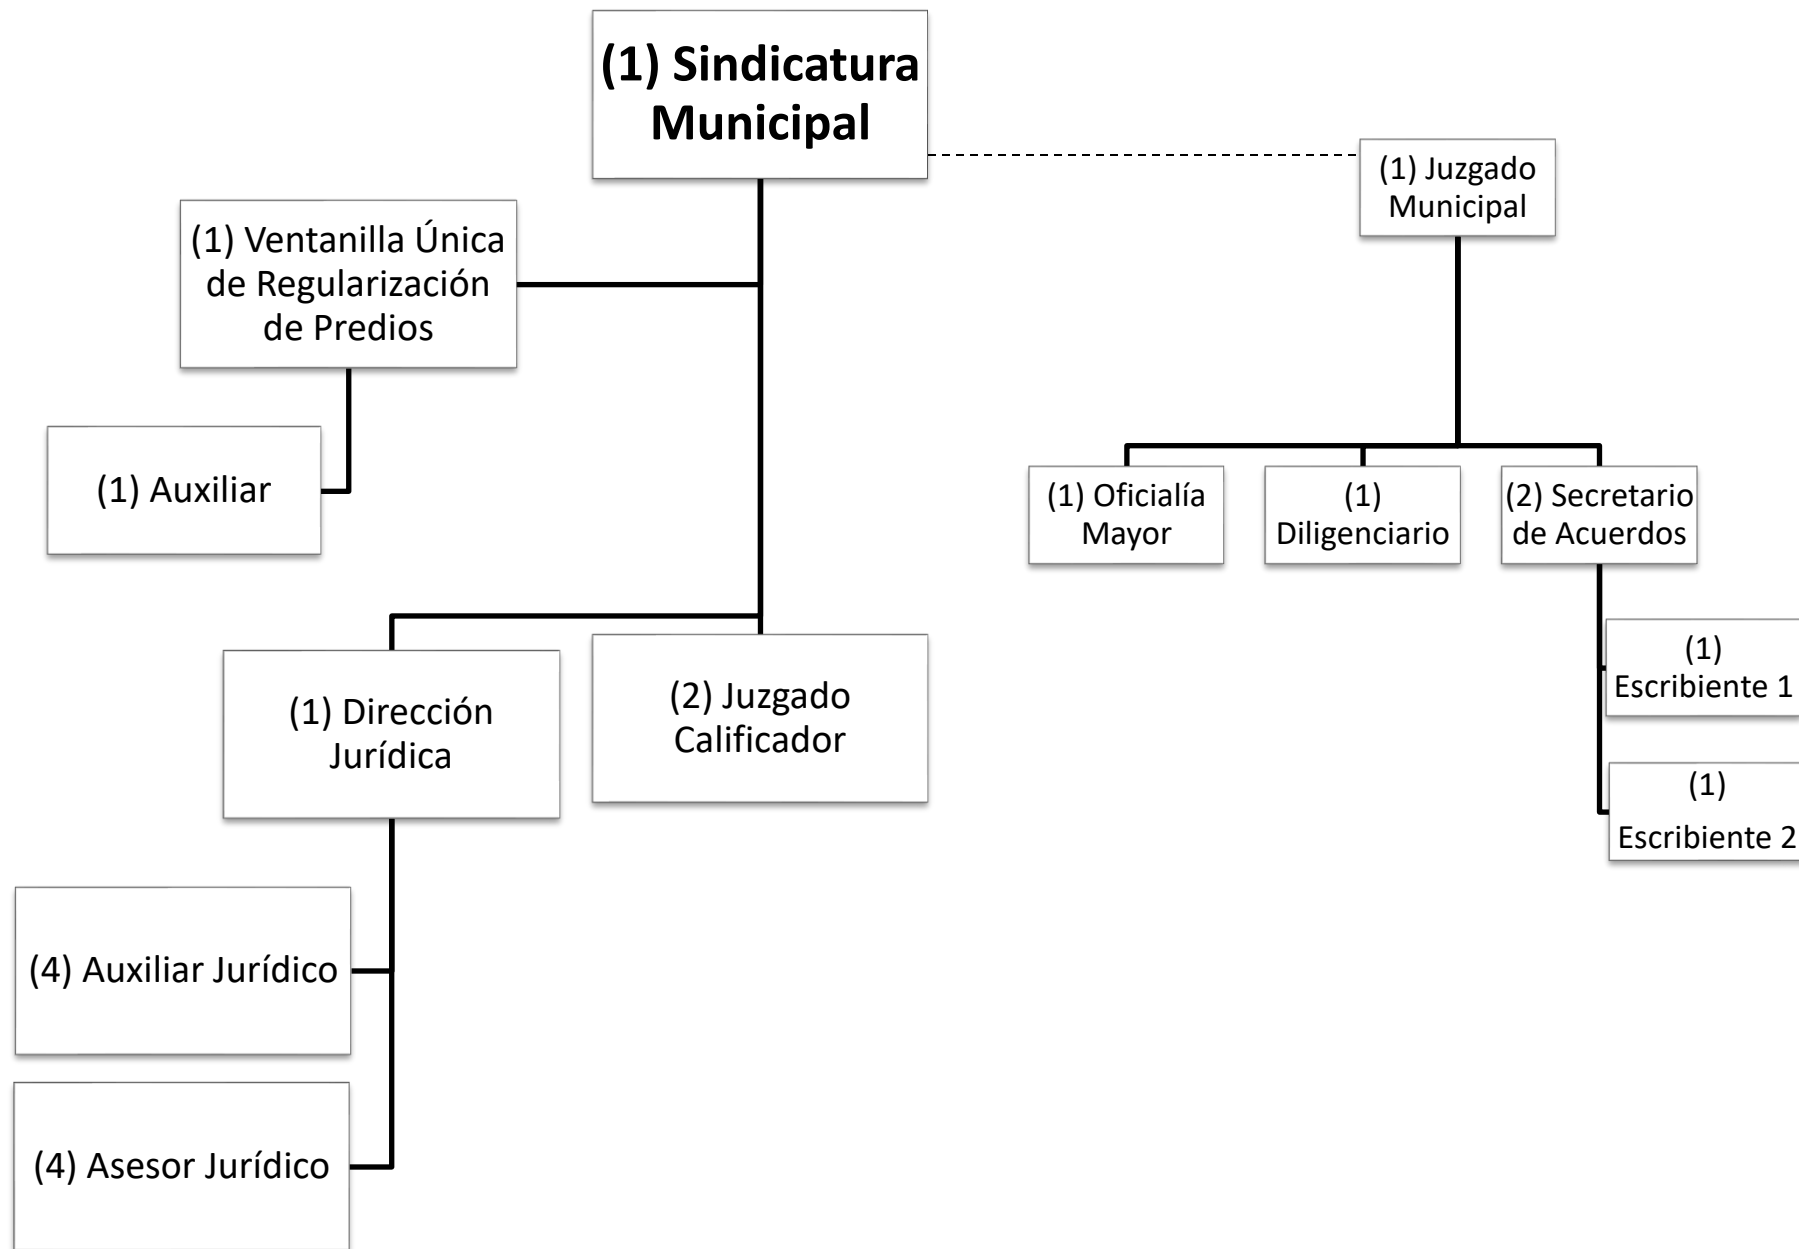 (1) Sindicatura
Municipal
(1) Juzgado
Municipal
(1) Ventanilla Única
de Regularización
de Predios
(1) Auxiliar
(1) Oficialía
Mayor
(1)
Diligenciario
(2) Secretario
de Acuerdos
(1)
Escribiente 1
(1)
Escribiente 2
(1) Dirección
Jurídica
(2) Juzgado
Calificador
(4) Auxiliar Jurídico
(4) Asesor Jurídico